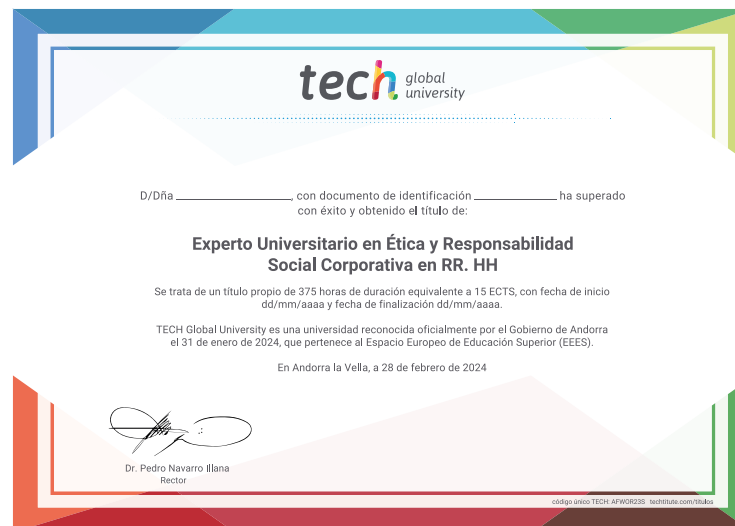 tech global university
D/Dña ______________, con documento de identificación __________ ha superado
con éxito y obtenido el título de:
Experto Universitario en Ética y Responsabilidad
Social Corporativa en RR. HH
Se trata de un título propio de 375 horas de duración equivalente a 15 ECTS, con fecha de inicio
dd/mm/aaaa y fecha de finalización dd/mm/aaaa.
TECH Global University es una universidad reconocida oficialmente por el Gobierno de Andorra
el 31 de enero de 2024, que pertenece al Espacio Europeo de Educación Superior (EEES).
En Andorra la Vella, a 28 de febrero de 2024
Dr. Pedro Navarro Illana
Rector
código único TECH: AFWOR23S techtitute.com/titulos